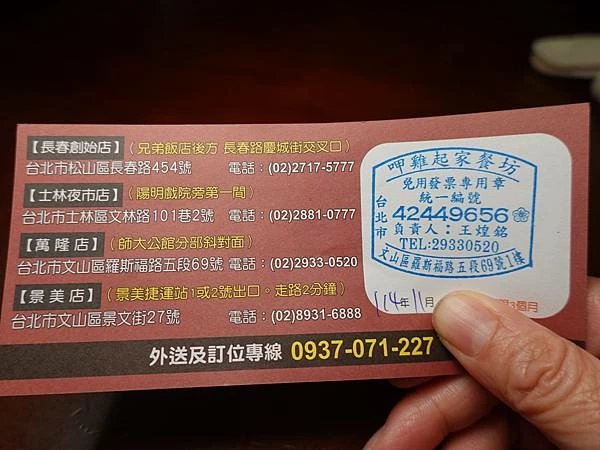 【長春創始店】（兄弟飯店後方 長春路慶城街交叉口）
台北市松山區長春路454號 電話：(02)2717-5777
【士林夜市店】（陽明戲院旁第一間）
台北市士林區文林路101巷2號 電話：(02)2881-0777
【萬隆店】（師大公館分部斜對面）
台北市文山區羅斯福路五段69號 電話：(02)2933-0520
【景美店】（景美捷運站1或2號出口。走路2分鐘）
台北市文山區景文街27號 電話：(02)8931-6888
外送及訂位專線 0937-071-227
呷雞起家餐坊
免用發票專用章
統一編號
台北市
42449656
負責人：王煌銘
TEL:29330520
文山區羅斯福路五段69號1樓
114年11月
3個月